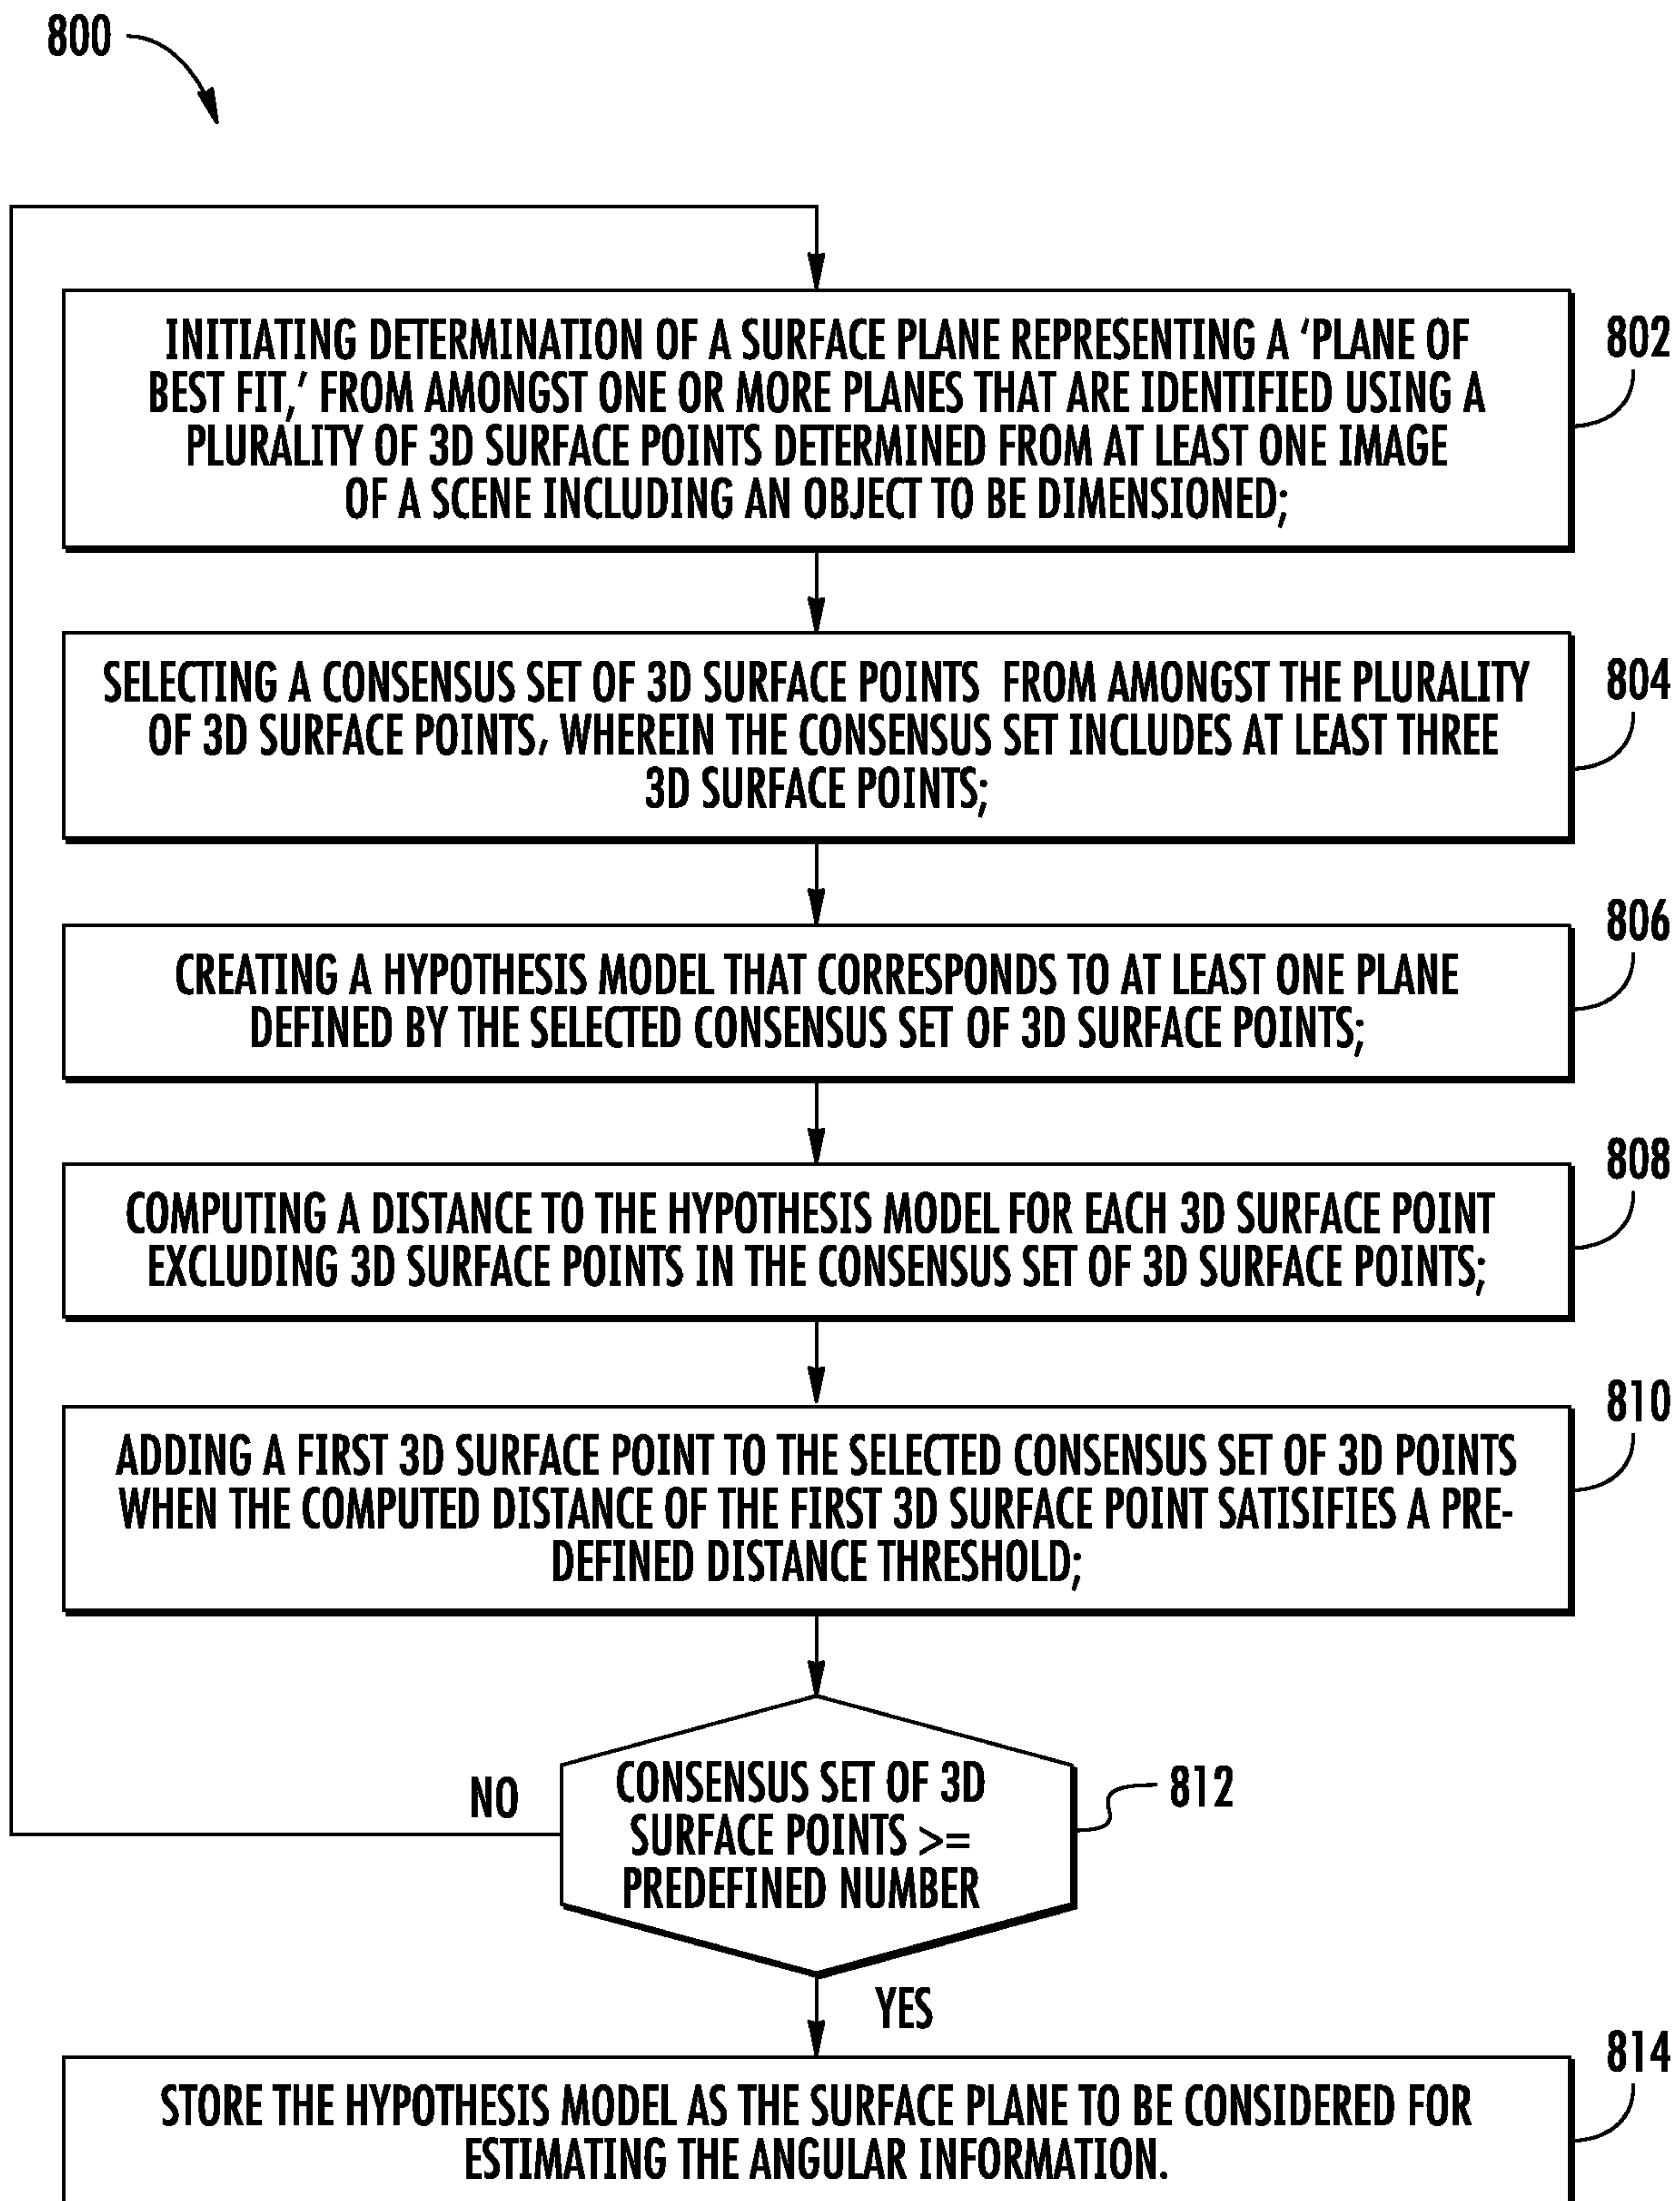 800
INITIATING DETERMINATION OF A SURFACE PLANE REPRESENTING A ‘PLANE OF
BEST FIT,’ FROM AMONGST ONE OR MORE PLANES THAT ARE IDENTIFIED USING A
PLURALITY OF 3D SURFACE POINTS DETERMINED FROM AT LEAST ONE IMAGE
OF A SCENE INCLUDING AN OBJECT TO BE DIMENSIONED;
802
SELECTING A CONSENSUS SET OF 3D SURFACE POINTS FROM AMONGST THE PLURALITY
OF 3D SURFACE POINTS, WHEREIN THE CONSENSUS SET INCLUDES AT LEAST THREE
3D SURFACE POINTS;
804
CREATING A HYPOTHESIS MODEL THAT CORRESPONDS TO AT LEAST ONE PLANE
DEFINED BY THE SELECTED CONSENSUS SET OF 3D SURFACE POINTS;
806
COMPUTING A DISTANCE TO THE HYPOTHESIS MODEL FOR EACH 3D SURFACE POINT
EXCLUDING 3D SURFACE POINTS IN THE CONSENSUS SET OF 3D SURFACE POINTS;
808
ADDING A FIRST 3D SURFACE POINT TO THE SELECTED CONSENSUS SET OF 3D POINTS
WHEN THE COMPUTED DISTANCE OF THE FIRST 3D SURFACE POINT SATISIFIES A PRE-
DEFINED DISTANCE THRESHOLD;
810
CONSENSUS SET OF 3D
SURFACE POINTS >=
PREDEFINED NUMBER
812
NO
YES
STORE THE HYPOTHESIS MODEL AS THE SURFACE PLANE TO BE CONSIDERED FOR
ESTIMATING THE ANGULAR INFORMATION.
814